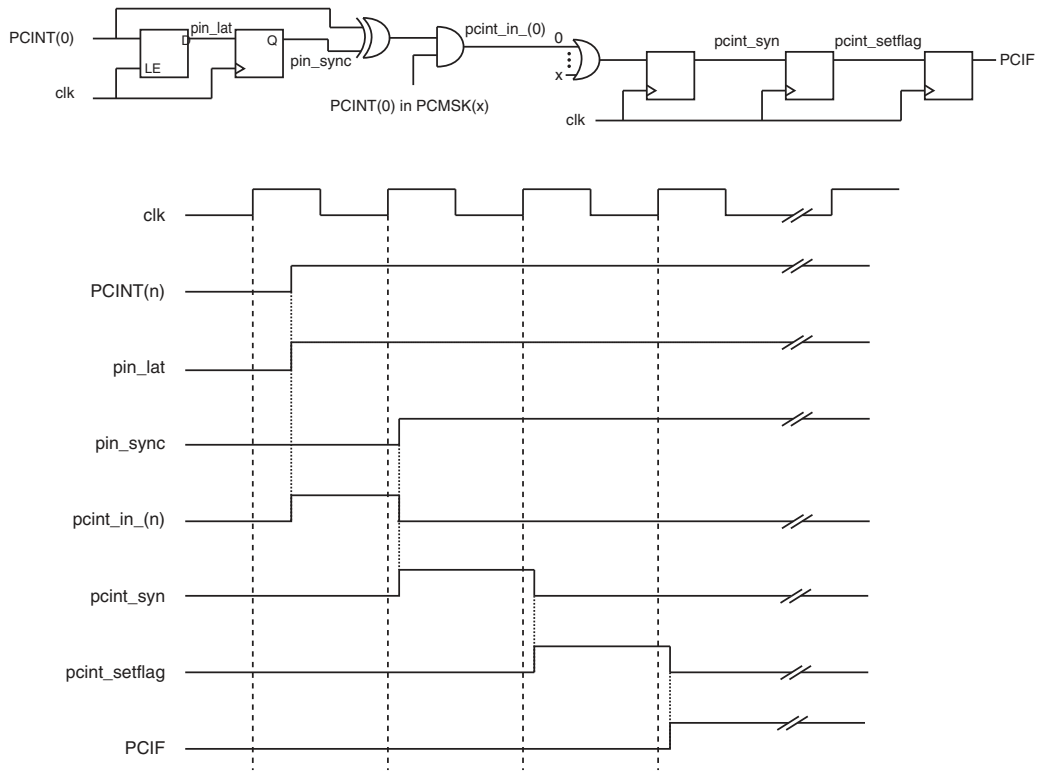 PCINT(0)
LE
D
pin_lat
Q
pin_sync
clk
pcint_in_(0)
0
x
PCINT(0) in PCMSK(x)
pcint_syn
pcint_setflag
PCIF
clk
clk
PCINT(n)
pin_lat
pin_sync
pcint_in_(n)
pcint_syn
pcint_setflag
PCIF